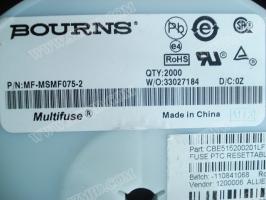 BOURNS®
Pb
e4
RoHS
QTY:2000
P/N:MF-MSMF075-2
W/O:33027184 D/C:0Z
Multifuse®
Made in China
Part: CBE515200201LF
FUSE PTC RESETTABL
Batch: -110841068 Rcvd:
Vendor: 1200006 ALLIE